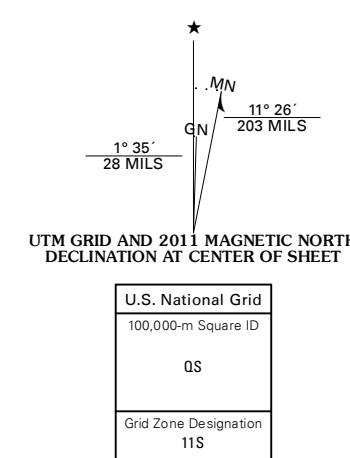 ★
MN
GN
11° 26´
203 MILS
1° 35´
28 MILS
UTM GRID AND 2011 MAGNETIC NORTH
DECLINATION AT CENTER OF SHEET
U.S. National Grid
100,000-m Square ID
QS
Grid Zone Designation
11S